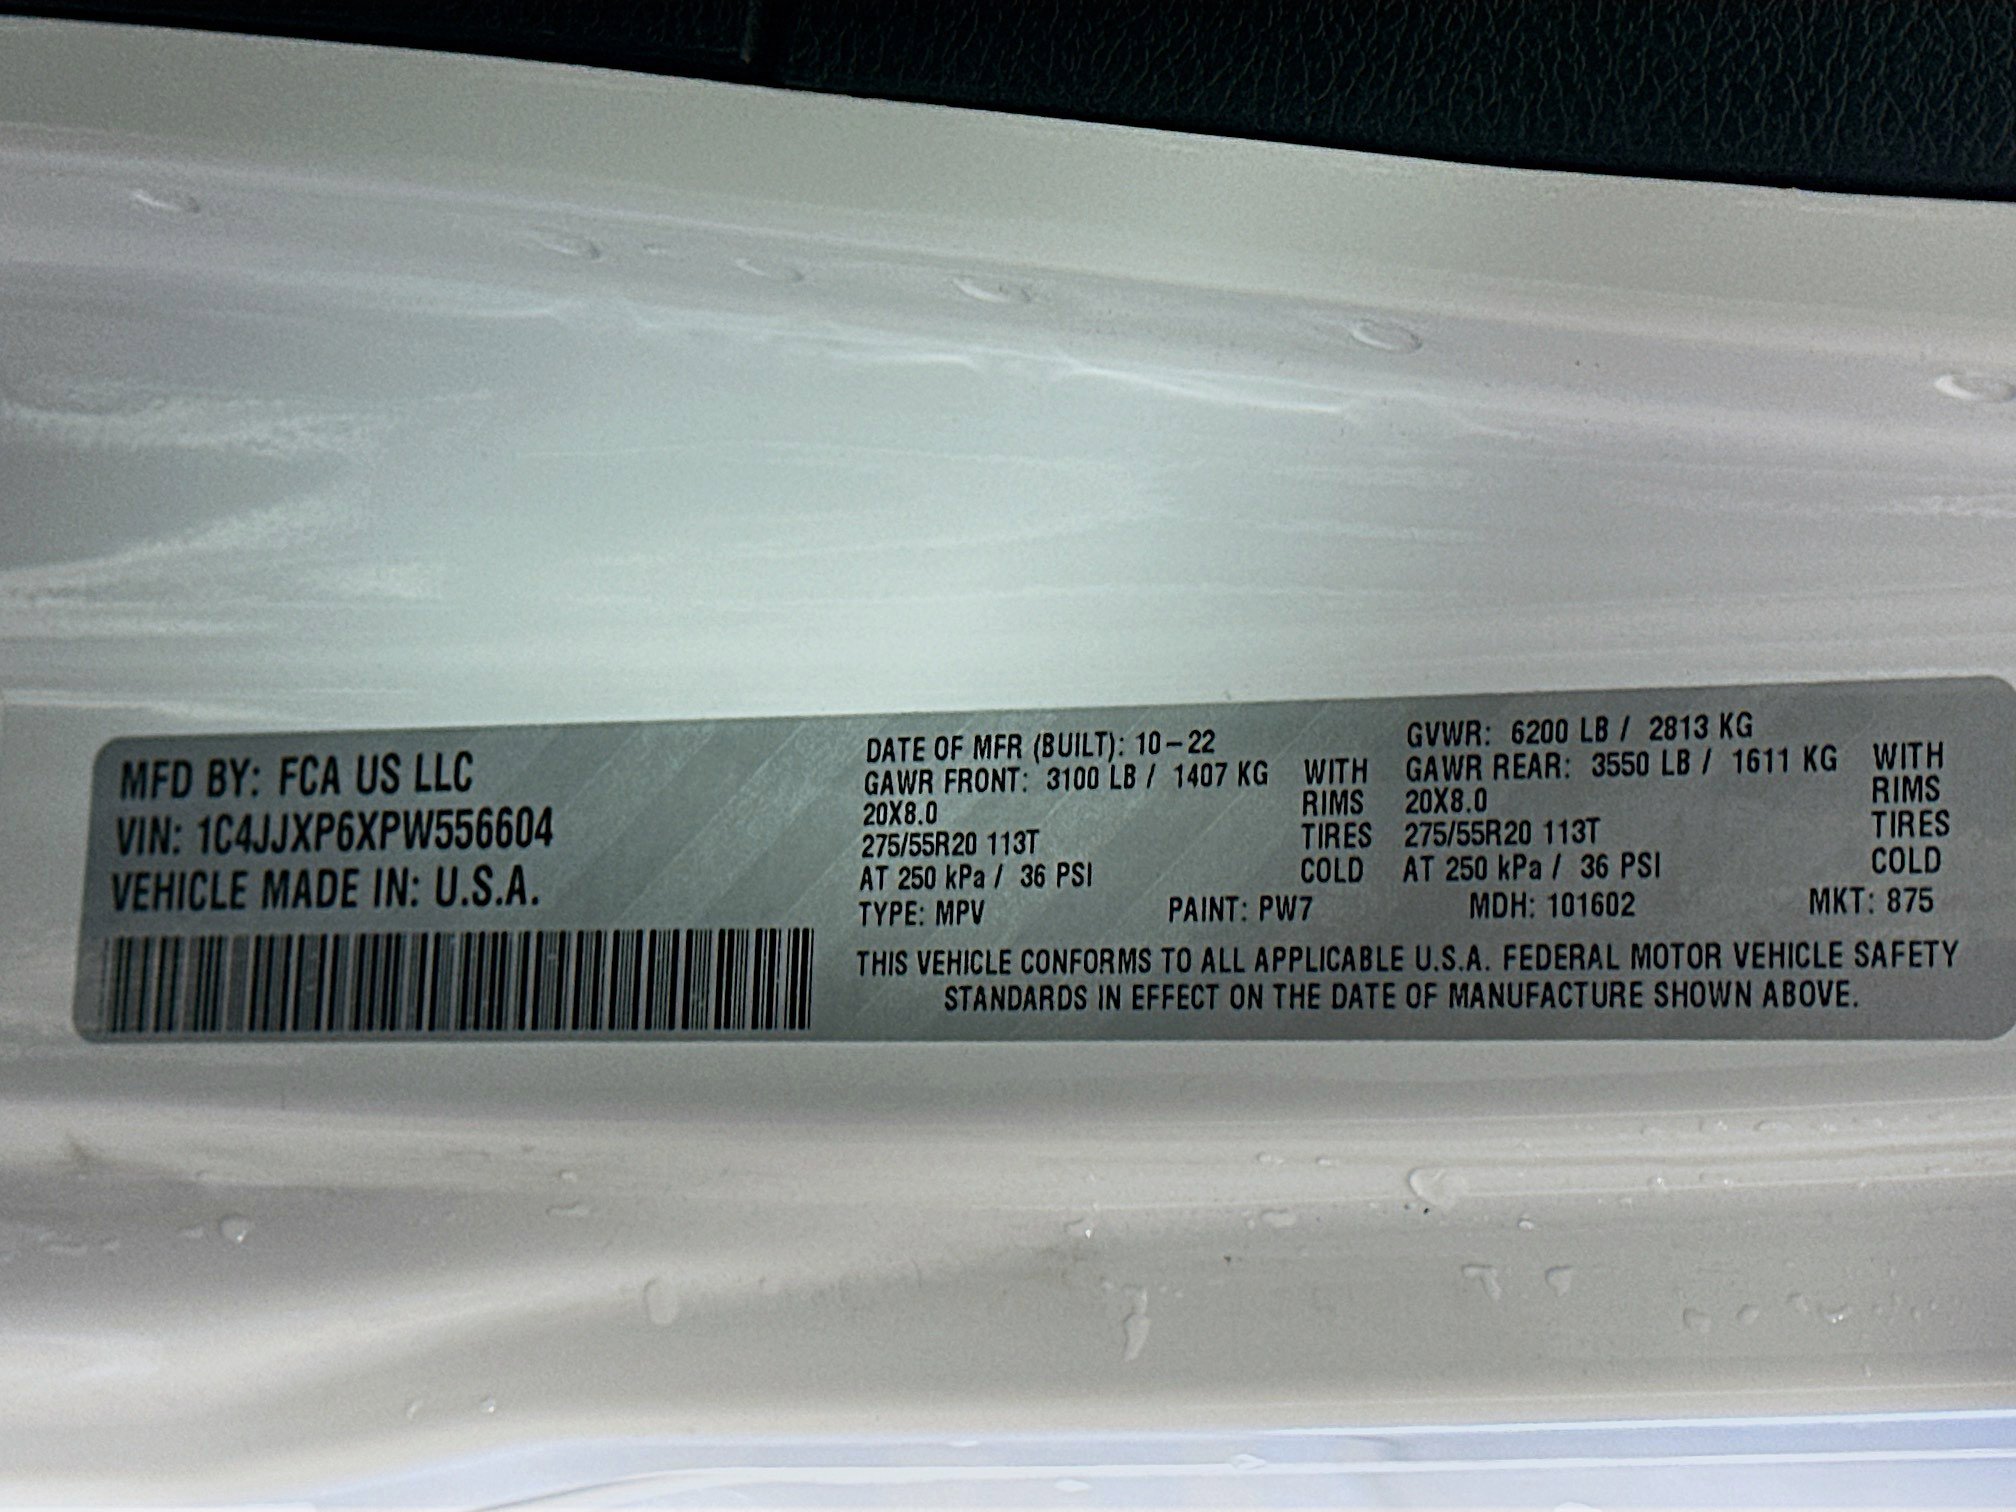 MFD BY: FCA US LLC
VIN: 1C4JJXP6XPW556604
VEHICLE MADE IN: U.S.A.
DATE OF MFR (BUILT): 10-22
GAWR FRONT: 3100 LB / 1407 KG WITH
20X8.0 RIMS
275/55R20 113T TIRES
AT 250 kPa / 36 PSI COLD
GVWR: 6200 LB / 2813 KG
GAWR REAR: 3550 LB / 1611 KG WITH
20X8.0 RIMS
275/55R20 113T TIRES
AT 250 kPa / 36 PSI COLD
TYPE: MPV PAINT: PW7 MDH: 101602 MKT: 875
THIS VEHICLE CONFORMS TO ALL APPLICABLE U.S.A. FEDERAL MOTOR VEHICLE SAFETY
STANDARDS IN EFFECT ON THE DATE OF MANUFACTURE SHOWN ABOVE.